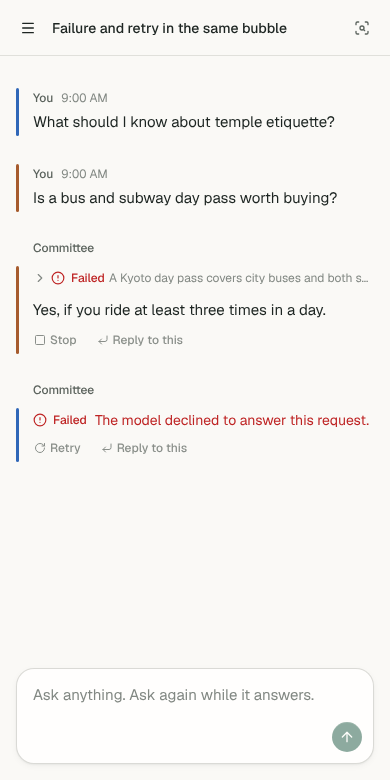 Failure and retry in the same bubble
You 9:00 AM
What should I know about temple etiquette?
You 9:00 AM
Is a bus and subway day pass worth buying?
Committee
Failed A Kyoto day pass covers city buses and both s…
Yes, if you ride at least three times in a day.
Stop Reply to this
Committee
Failed The model declined to answer this request.
Retry Reply to this
Ask anything. Ask again while it answers.